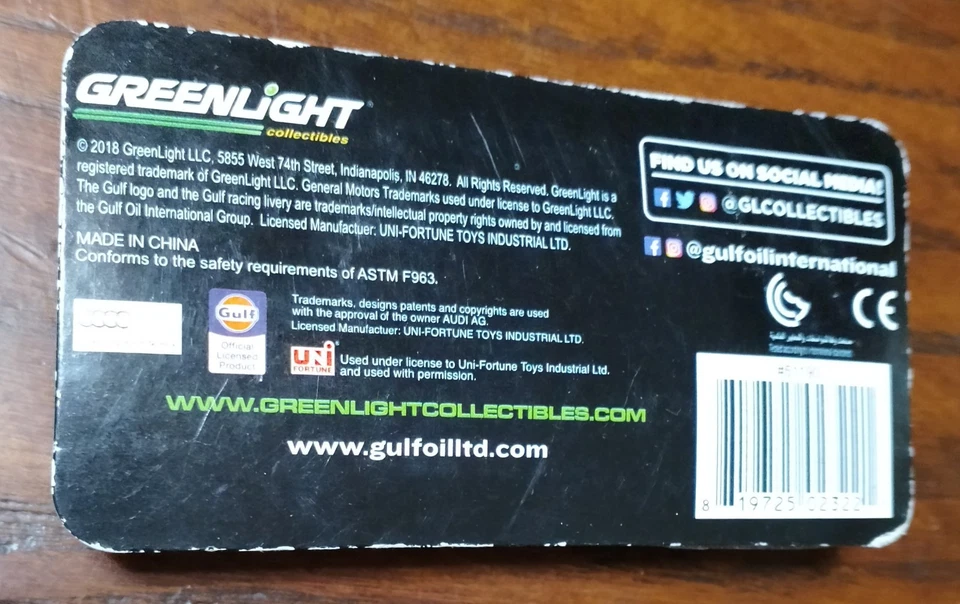 GREENLiGHT
collectibles
© 2018 GreenLight LLC, 5855 West 74th Street, Indianapolis, IN 46278. All Rights Reserved. GreenLight is a
registered trademark of GreenLight LLC. General Motors Trademarks used under license to GreenLight LLC.
The Gulf logo and the Gulf racing livery are trademarks/intellectual property rights owned by and licensed from
the Gulf Oil International Group. Licensed Manufactuer: UNI-FORTUNE TOYS INDUSTRIAL LTD.
MADE IN CHINA
Conforms to the safety requirements of ASTM F963.
FIND US ON SOCIAL MEDIA!
@GLCOLLECTIBLES
@gulfoilinternational
CE
Gulf
Official
Licensed
Product
Trademarks, designs patents and copyrights are used
with the approval of the owner AUDI AG.
Licensed Manufactuer: UNI-FORTUNE TOYS INDUSTRIAL LTD.
UNi
FORTUNE
Used under license to Uni-Fortune Toys Industrial Ltd.
and used with permission.
WWW.GREENLIGHTCOLLECTIBLES.COM
www.gulfoilltd.com
8 19725 22322